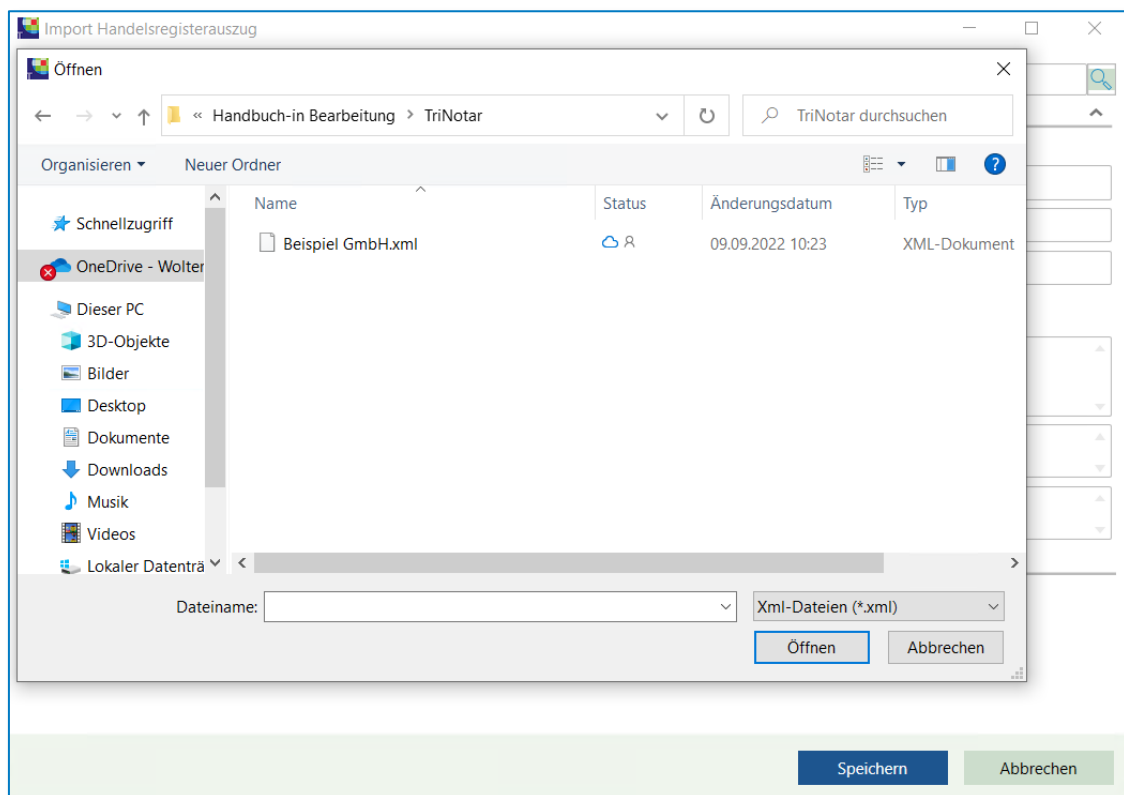 Import Handelsregisterauszug
Öffnen
« Handbuch-in Bearbeitung > TriNotar
TriNotar durchsuchen
Organisieren
Neuer Ordner
?
Name Status Änderungsdatum Typ
Beispiel GmbH.xml 09.09.2022 10:23 XML-Dokument
Schnellzugriff
OneDrive - Wolter
Dieser PC
3D-Objekte
Bilder
Desktop
Dokumente
Downloads
Musik
Videos
Lokaler Datenträ
Dateiname:
Xml-Dateien (*.xml)
Öffnen Abbrechen
Speichern Abbrechen